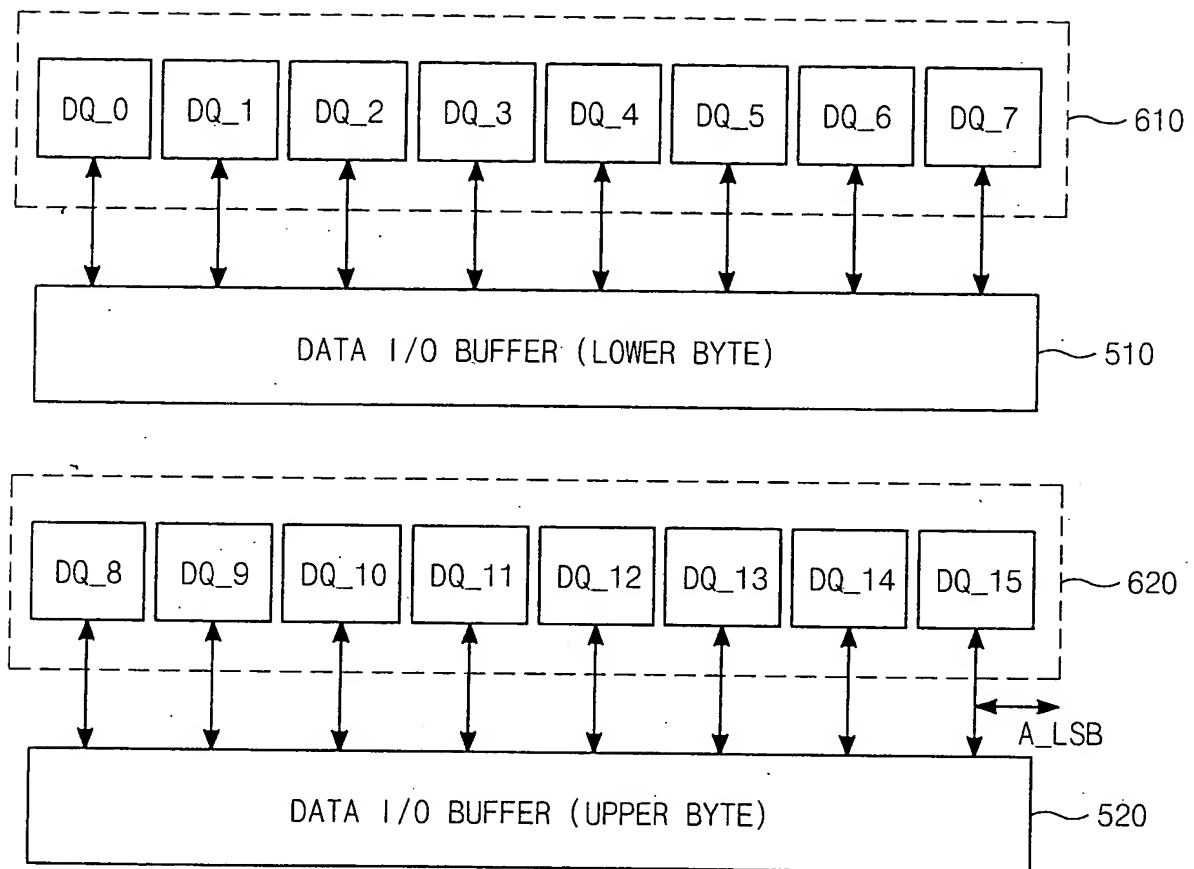 DQ_0 DQ_1 DQ_2 DQ_3 DQ_4 DQ_5 DQ_6 DQ_7
610
DATA I/O BUFFER (LOWER BYTE)
510
DQ_8 DQ_9 DQ_10 DQ_11 DQ_12 DQ_13 DQ_14 DQ_15
620
A_LSB
DATA I/O BUFFER (UPPER BYTE)
520